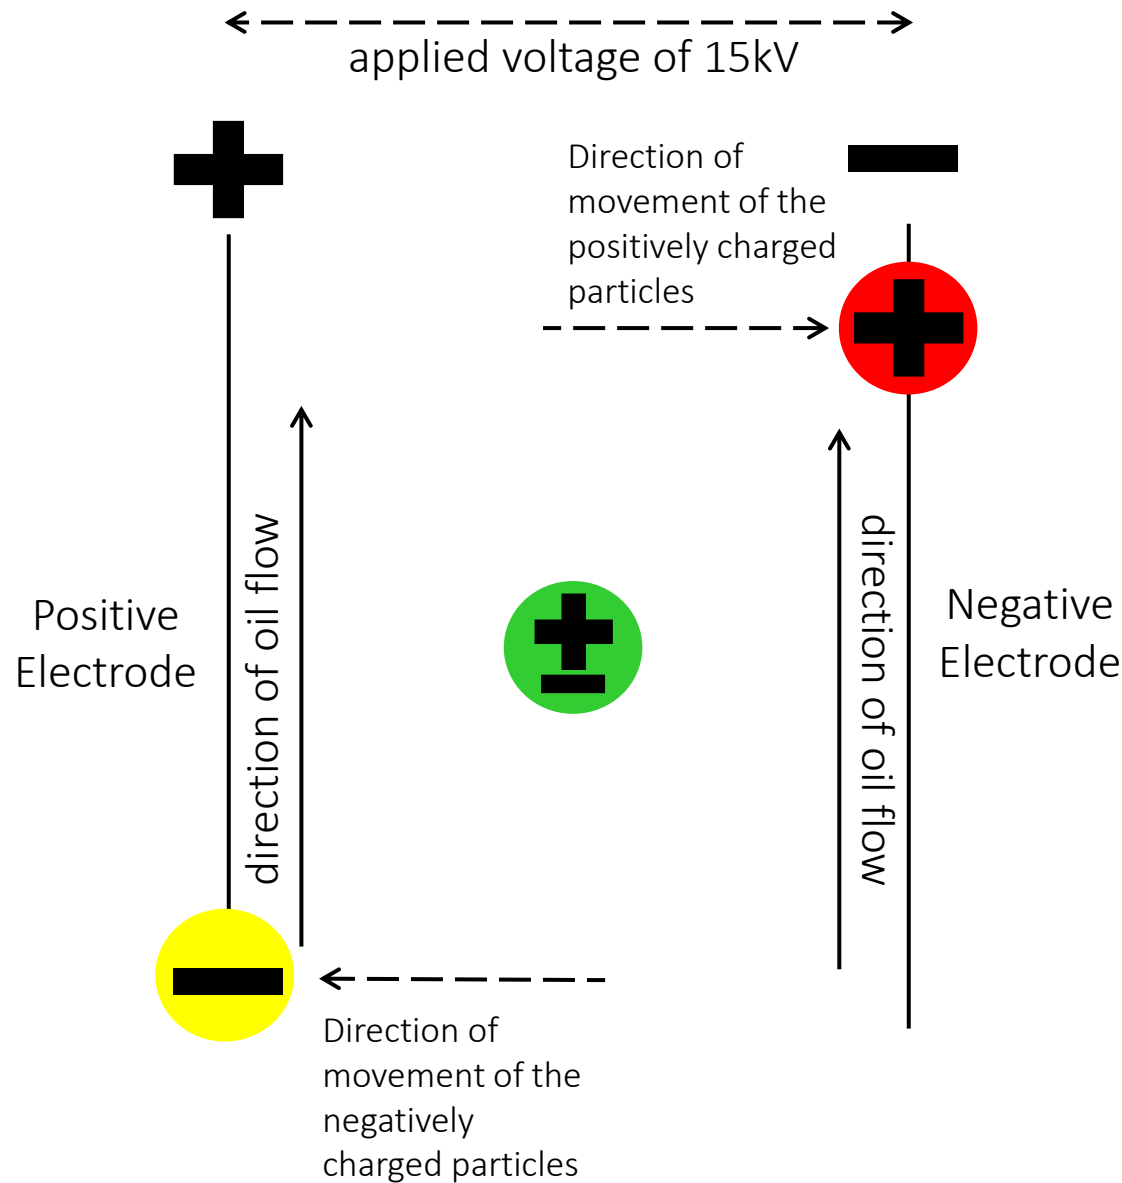 applied voltage of 15kV
+
−
Direction of
movement of the
positively charged
particles
+
direction of oil flow
direction of oil flow
Positive
Electrode
+
−
Negative
Electrode
−
Direction of
movement of the
negatively
charged particles